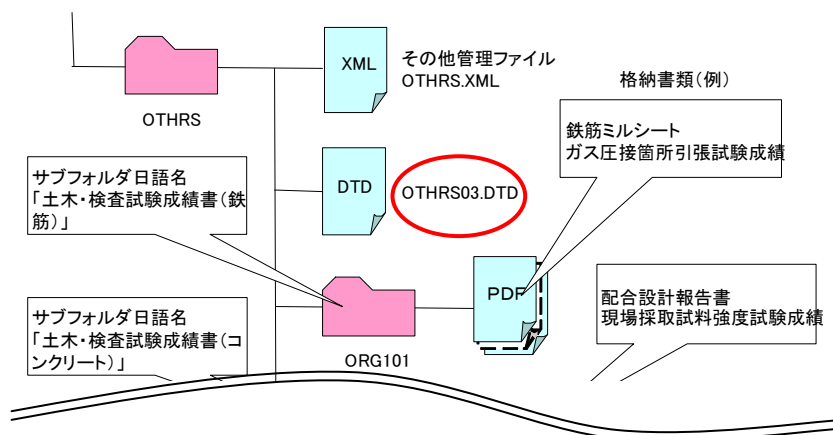 XML
その他管理ファイル
OTHRS.XML
格納書類(例)
OTHRS
鉄筋ミルシート
ガス圧接箇所引張試験成績
サブフォルダ日語名
「土木・検査試験成績書(鉄
筋)」
DTD
OTHRS03.DTD
PDF
配合設計報告書
現場採取試料強度試験成績
サブフォルダ日語名
「土木・検査試験成績書(コ
ンクリート)」
ORG101